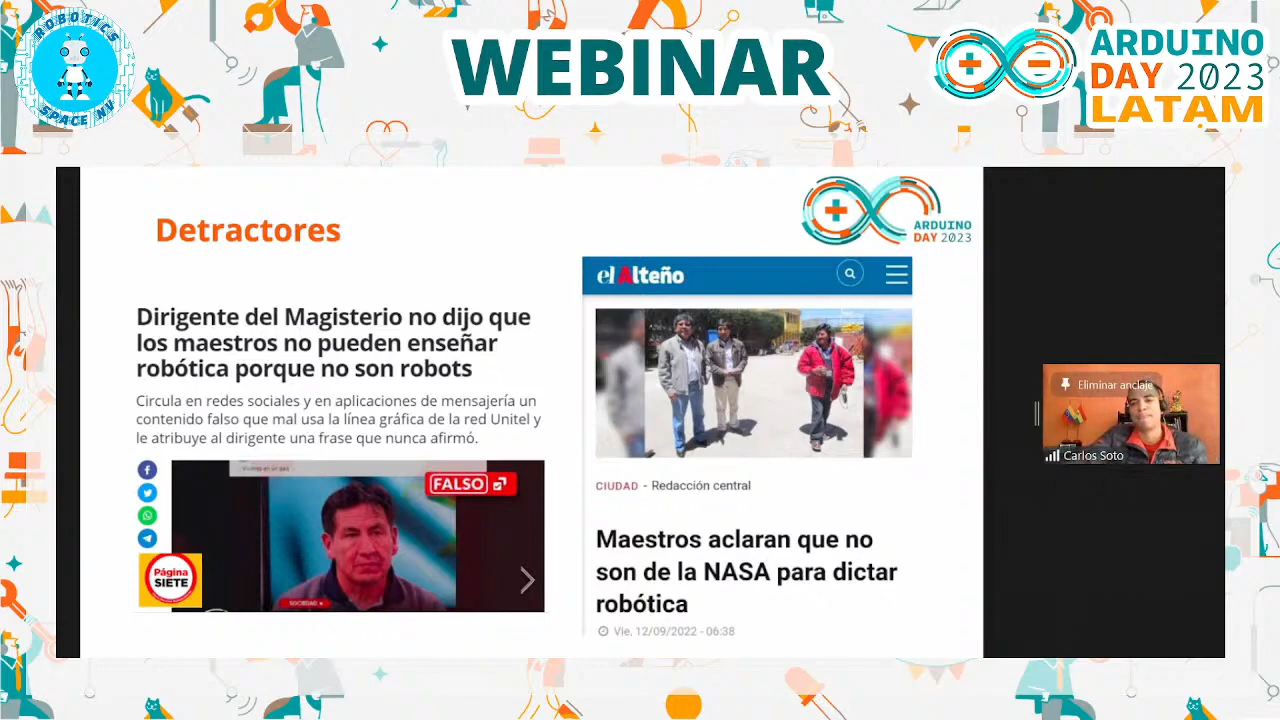 ROBOTICS
SPACE NV
WEBINAR
ARDUINO
DAY 2023
LATAM
Detractores
ARDUINO
DAY 2023
Dirigente del Magisterio no dijo que
los maestros no pueden enseñar
robótica porque no son robots
Circula en redes sociales y en aplicaciones de mensajería un
contenido falso que mal usa la línea gráfica de la red Unitel y
le atribuye al dirigente una frase que nunca afirmó.
FALSO
Página
SIETE
SOCIEDAD
el Alteño
CIUDAD - Redacción central
Maestros aclaran que no
son de la NASA para dictar
robótica
Vie, 12/09/2022 - 06:38
Eliminar anclaje
Carlos Soto